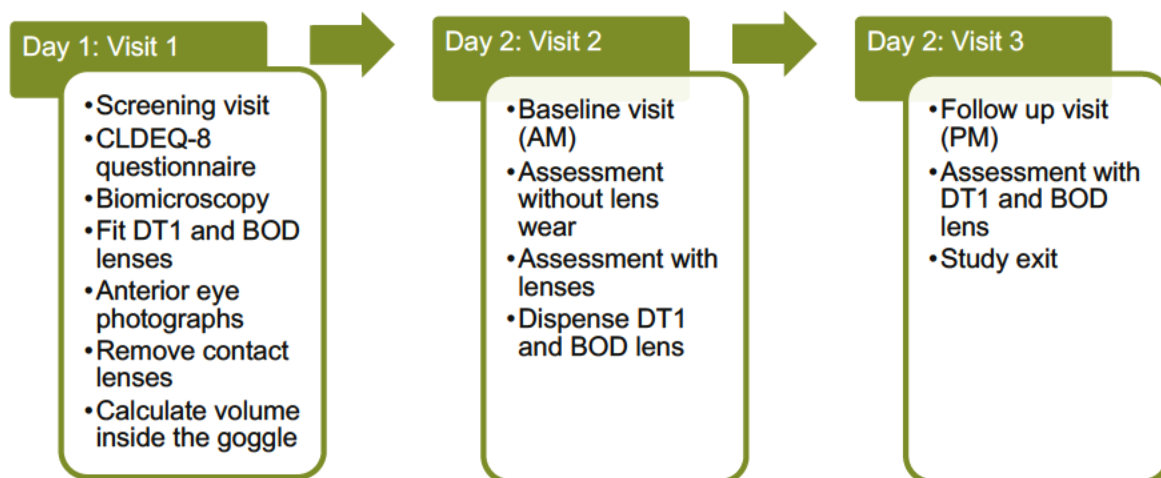 Day 1: Visit 1
•Screening visit
•CLDEQ-8
questionnaire
•Biomicroscopy
•Fit DT1 and BOD
lenses
•Anterior eye
photographs
•Remove contact
lenses
•Calculate volume
inside the goggle
Day 2: Visit 2
•Baseline visit
(AM)
•Assessment
without lens
wear
•Assessment with
lenses
•Dispense DT1
and BOD lens
Day 2: Visit 3
•Follow up visit
(PM)
•Assessment with
DT1 and BOD
lens
•Study exit